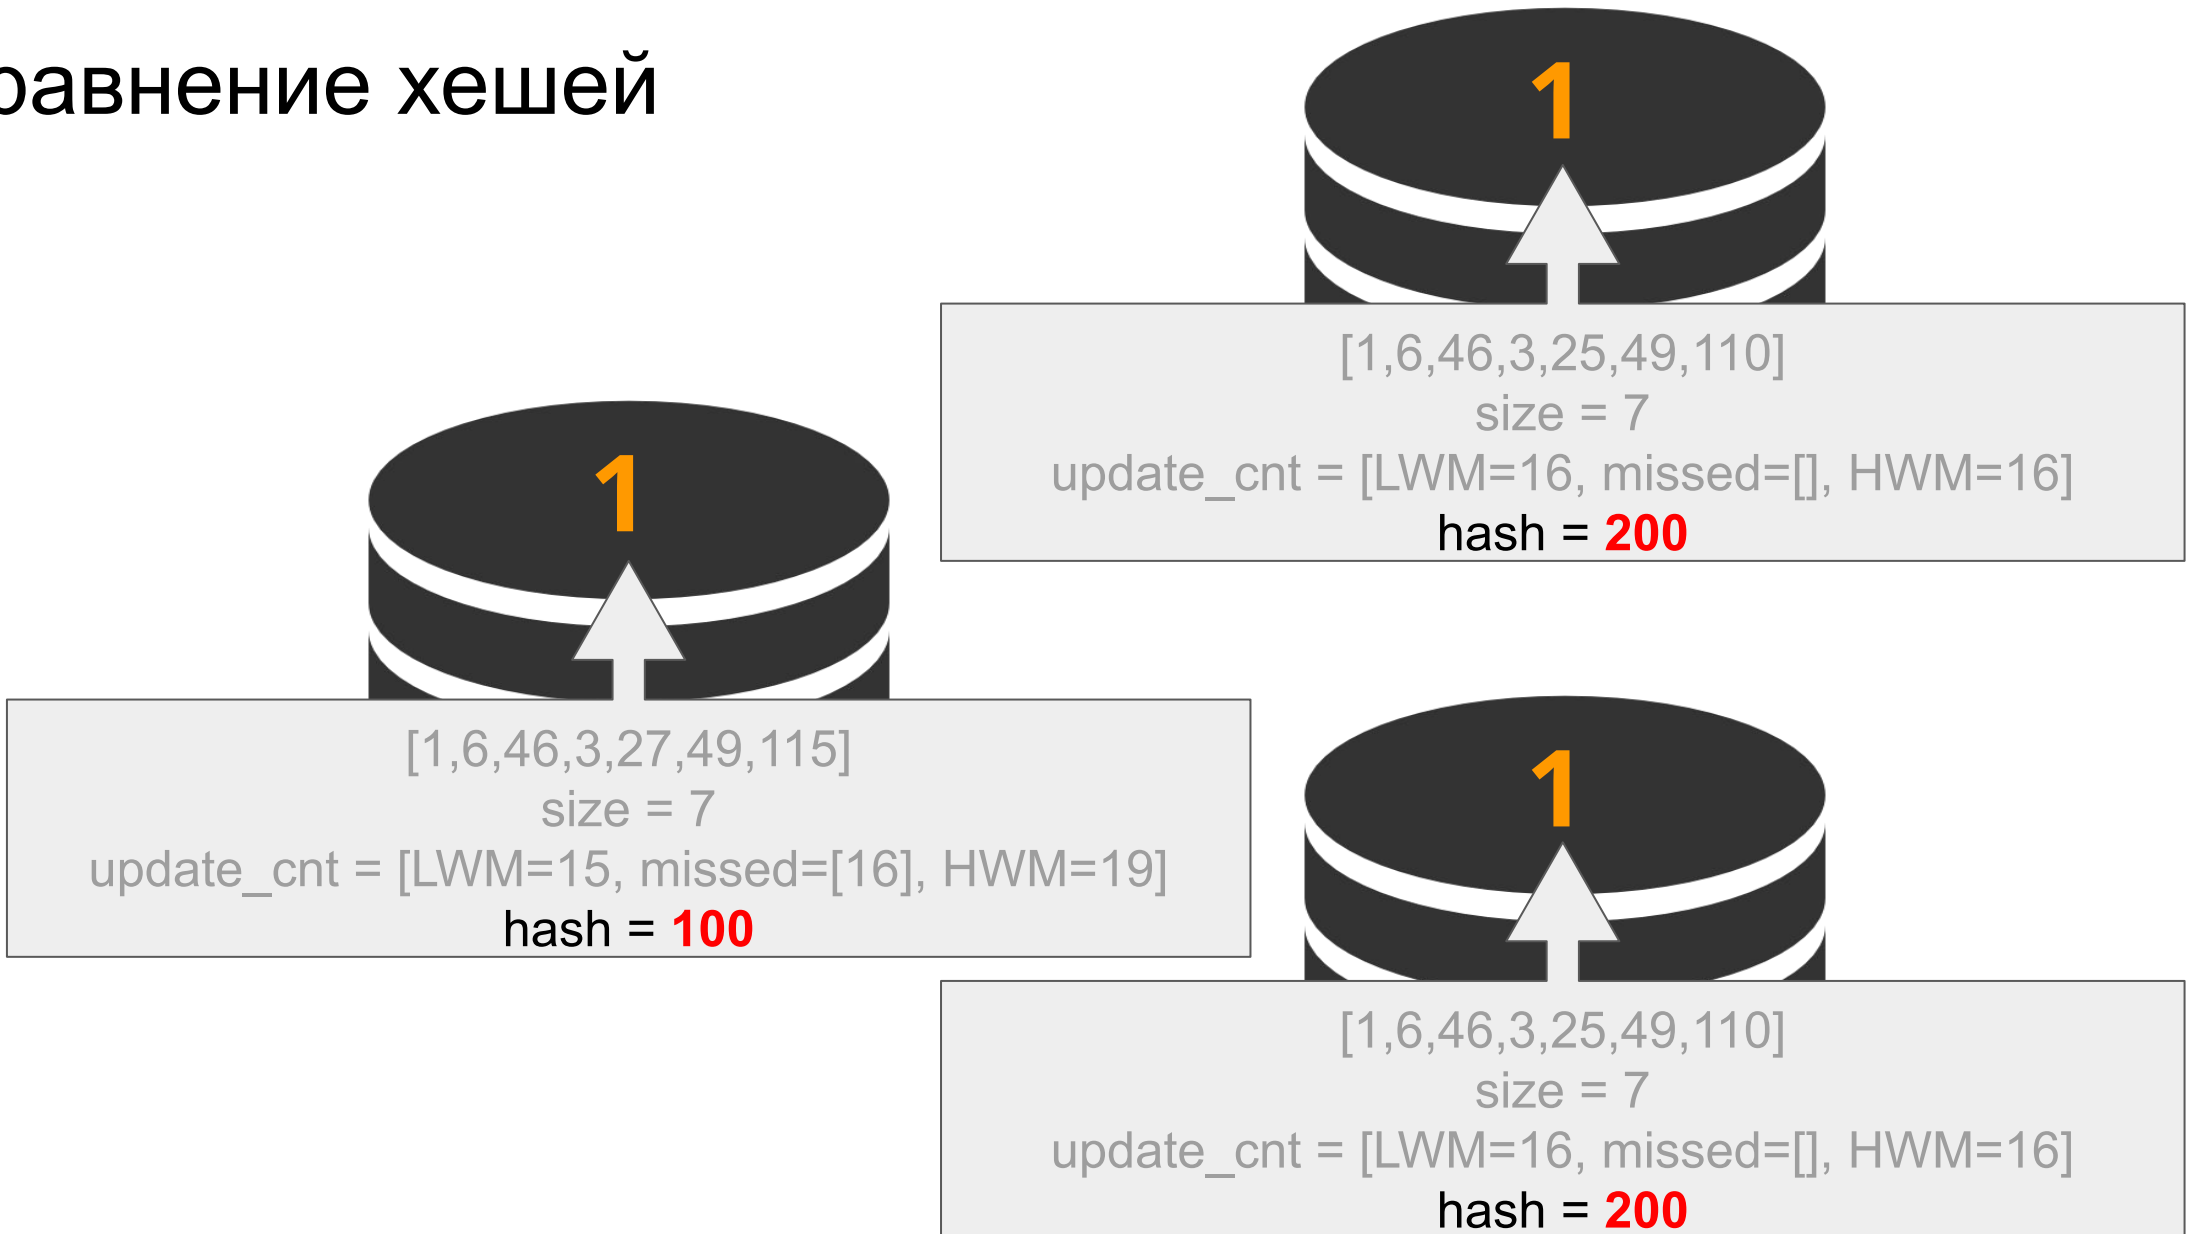 равнение хешей
1
[1,6,46,3,25,49,110]
size = 7
update_cnt = [LWM=16, missed=[], HWM=16]
hash = 200
1
[1,6,46,3,27,49,115]
size = 7
update_cnt = [LWM=15, missed=[16], HWM=19]
hash = 100
1
[1,6,46,3,25,49,110]
size = 7
update_cnt = [LWM=16, missed=[], HWM=16]
hash = 200